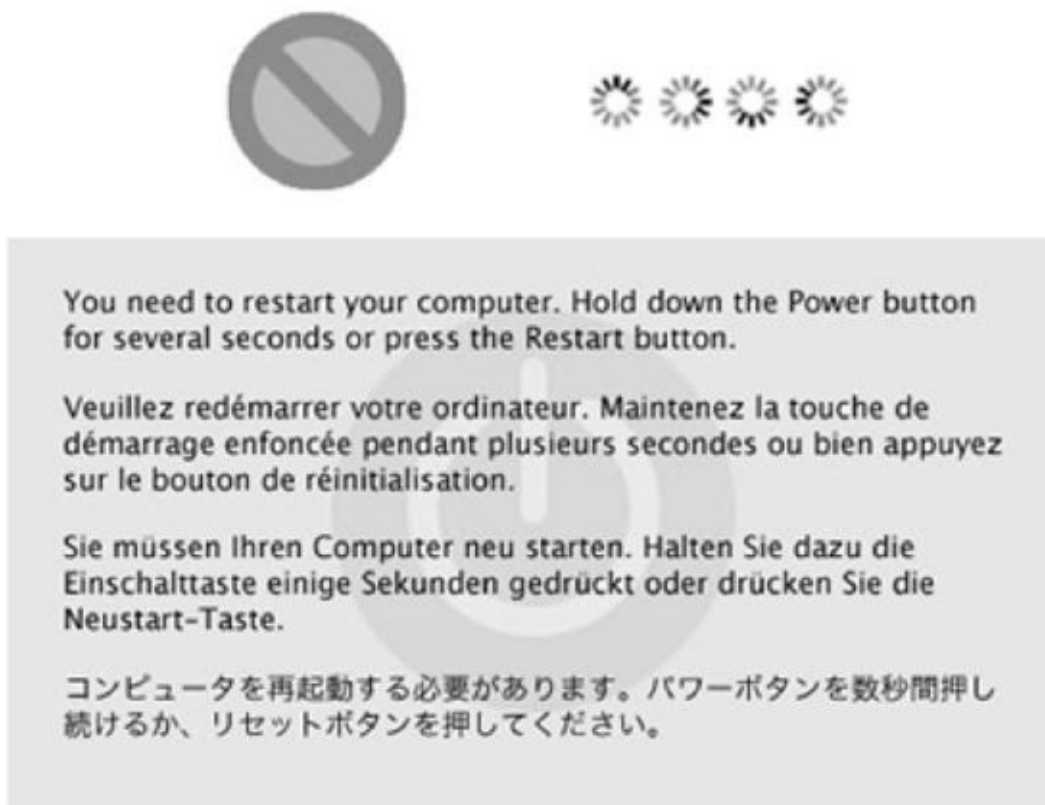 You need to restart your computer. Hold down the Power button
for several seconds or press the Restart button.
Veuillez redémarrer votre ordinateur. Maintenez la touche de
démarrage enfoncée pendant plusieurs secondes ou bien appuyez
sur le bouton de réinitialisation.
Sie müssen Ihren Computer neu starten. Halten Sie dazu die
Einschalttaste einige Sekunden gedrückt oder drücken Sie die
Neustart-Taste.
コンピュータを再起動する必要があります。パワーボタンを数秒間押し
続けるか、リセットボタンを押してください。